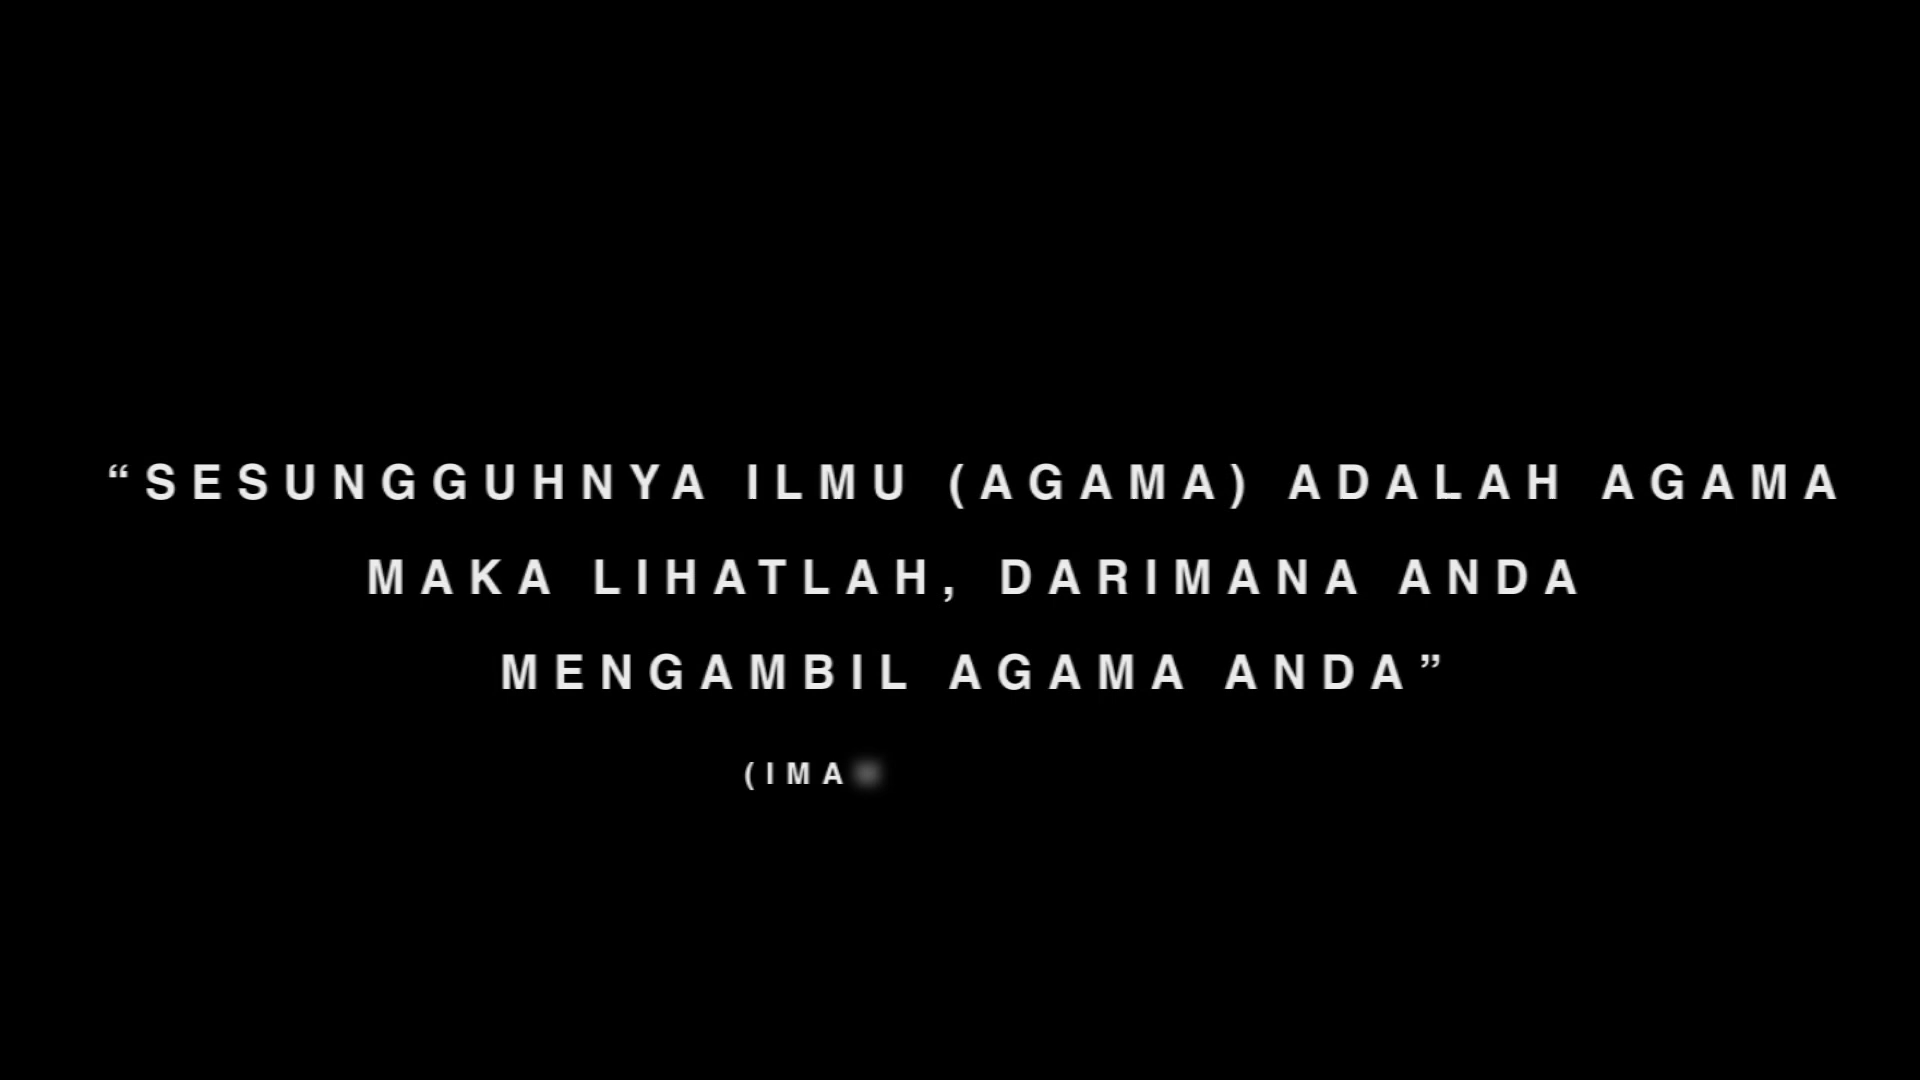 “SESUNGGUHNYA ILMU (AGAMA) ADALAH AGAMA
MAKA LIHATLAH, DARIMANA ANDA
MENGAMBIL AGAMA ANDA”
(IMA